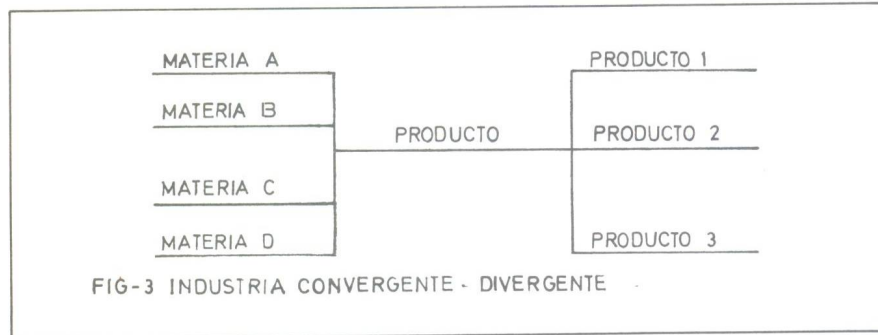 MATERIA A
MATERIA B
MATERIA C
MATERIA D
PRODUCTO
PRODUCTO 1
PRODUCTO 2
PRODUCTO 3
FIG-3 INDUSTRIA CONVERGENTE - DIVERGENTE